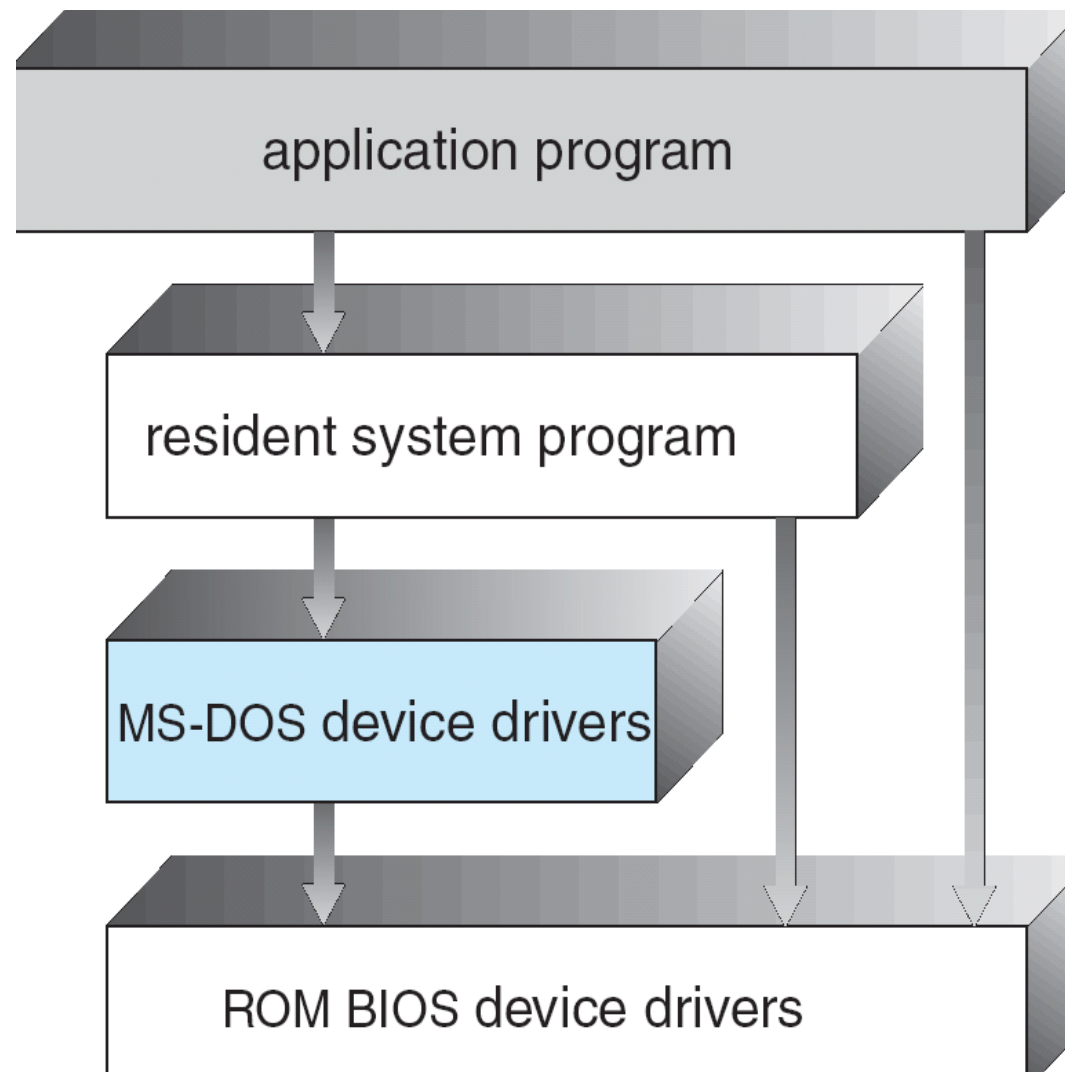 application program
resident system program
MS-DOS device drivers
ROM BIOS device drivers